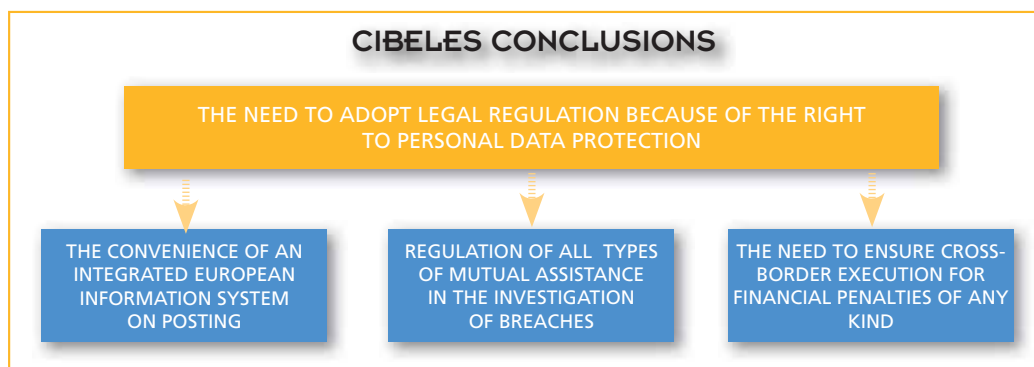 CIBELES CONCLUSIONS
THE NEED TO ADOPT LEGAL REGULATION BECAUSE OF THE RIGHT
TO PERSONAL DATA PROTECTION
THE CONVENIENCE OF AN
INTEGRATED EUROPEAN
INFORMATION SYSTEM
ON POSTING
REGULATION OF ALL TYPES
OF MUTUAL ASSISTANCE
IN THE INVESTIGATION
OF BREACHES
THE NEED TO ENSURE CROSS-
BORDER EXECUTION FOR
FINANCIAL PENALTIES OF ANY
KIND